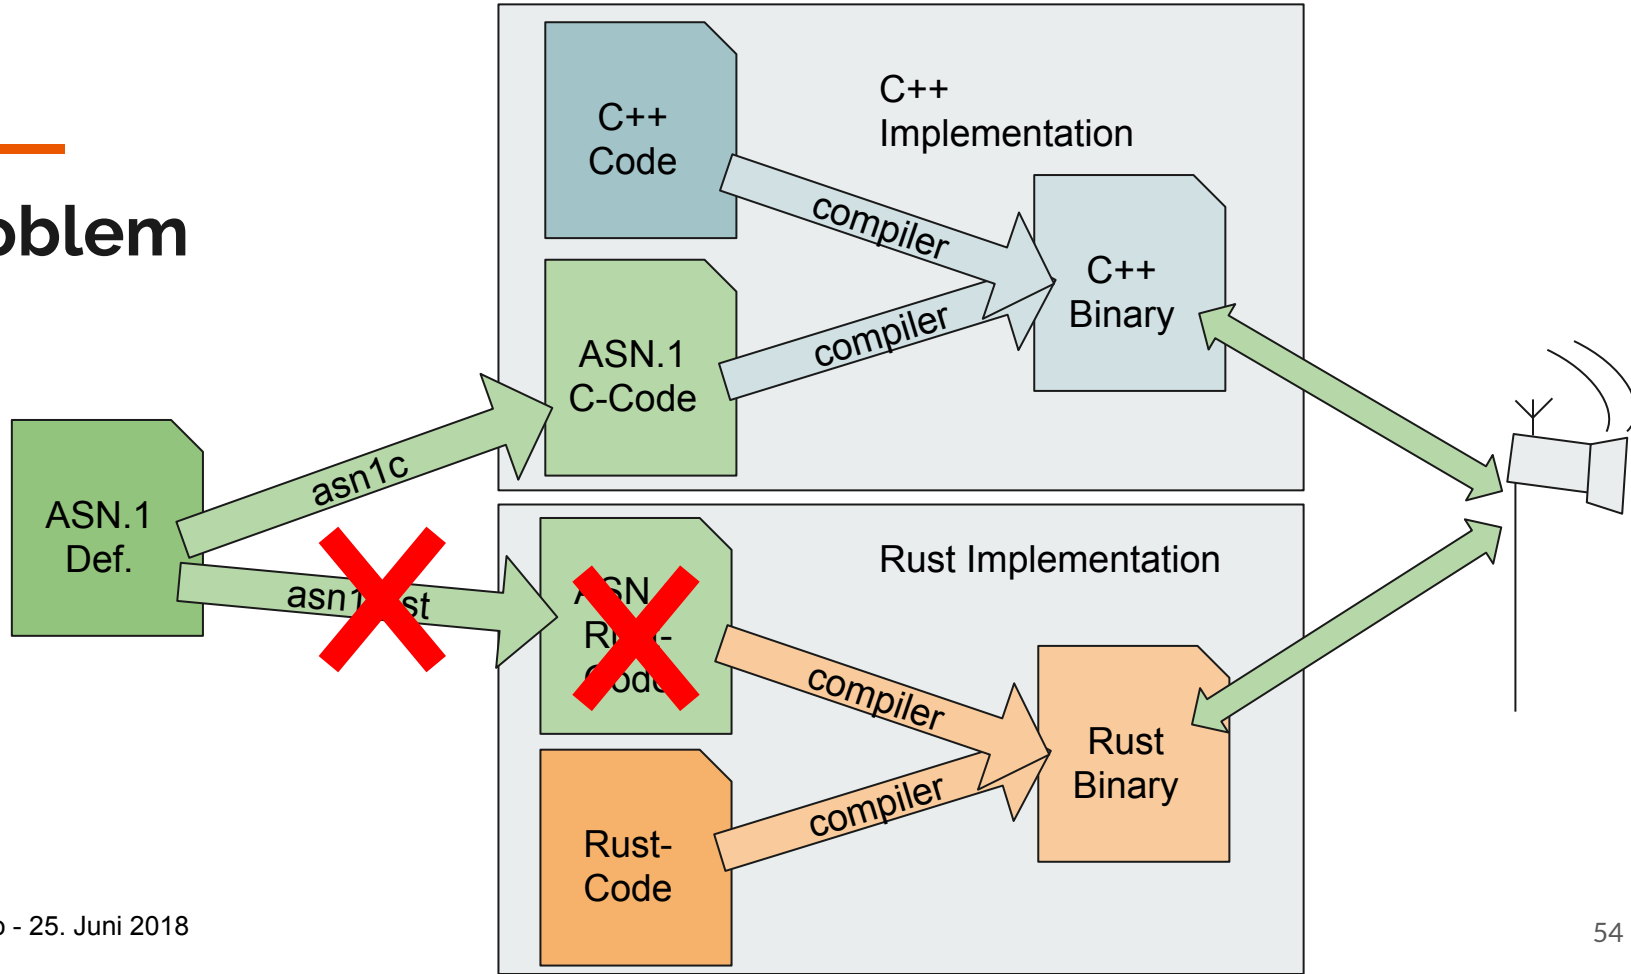 C++
Code
C++
Implementation
compiler
oblem
C++
Binary
ASN.1
C-Code
compiler
asn1c
ASN.1
Def.
Rust Implementation
compiler
Rust
Binary
Rust-
Code
compiler
- 25. Juni 2018
54